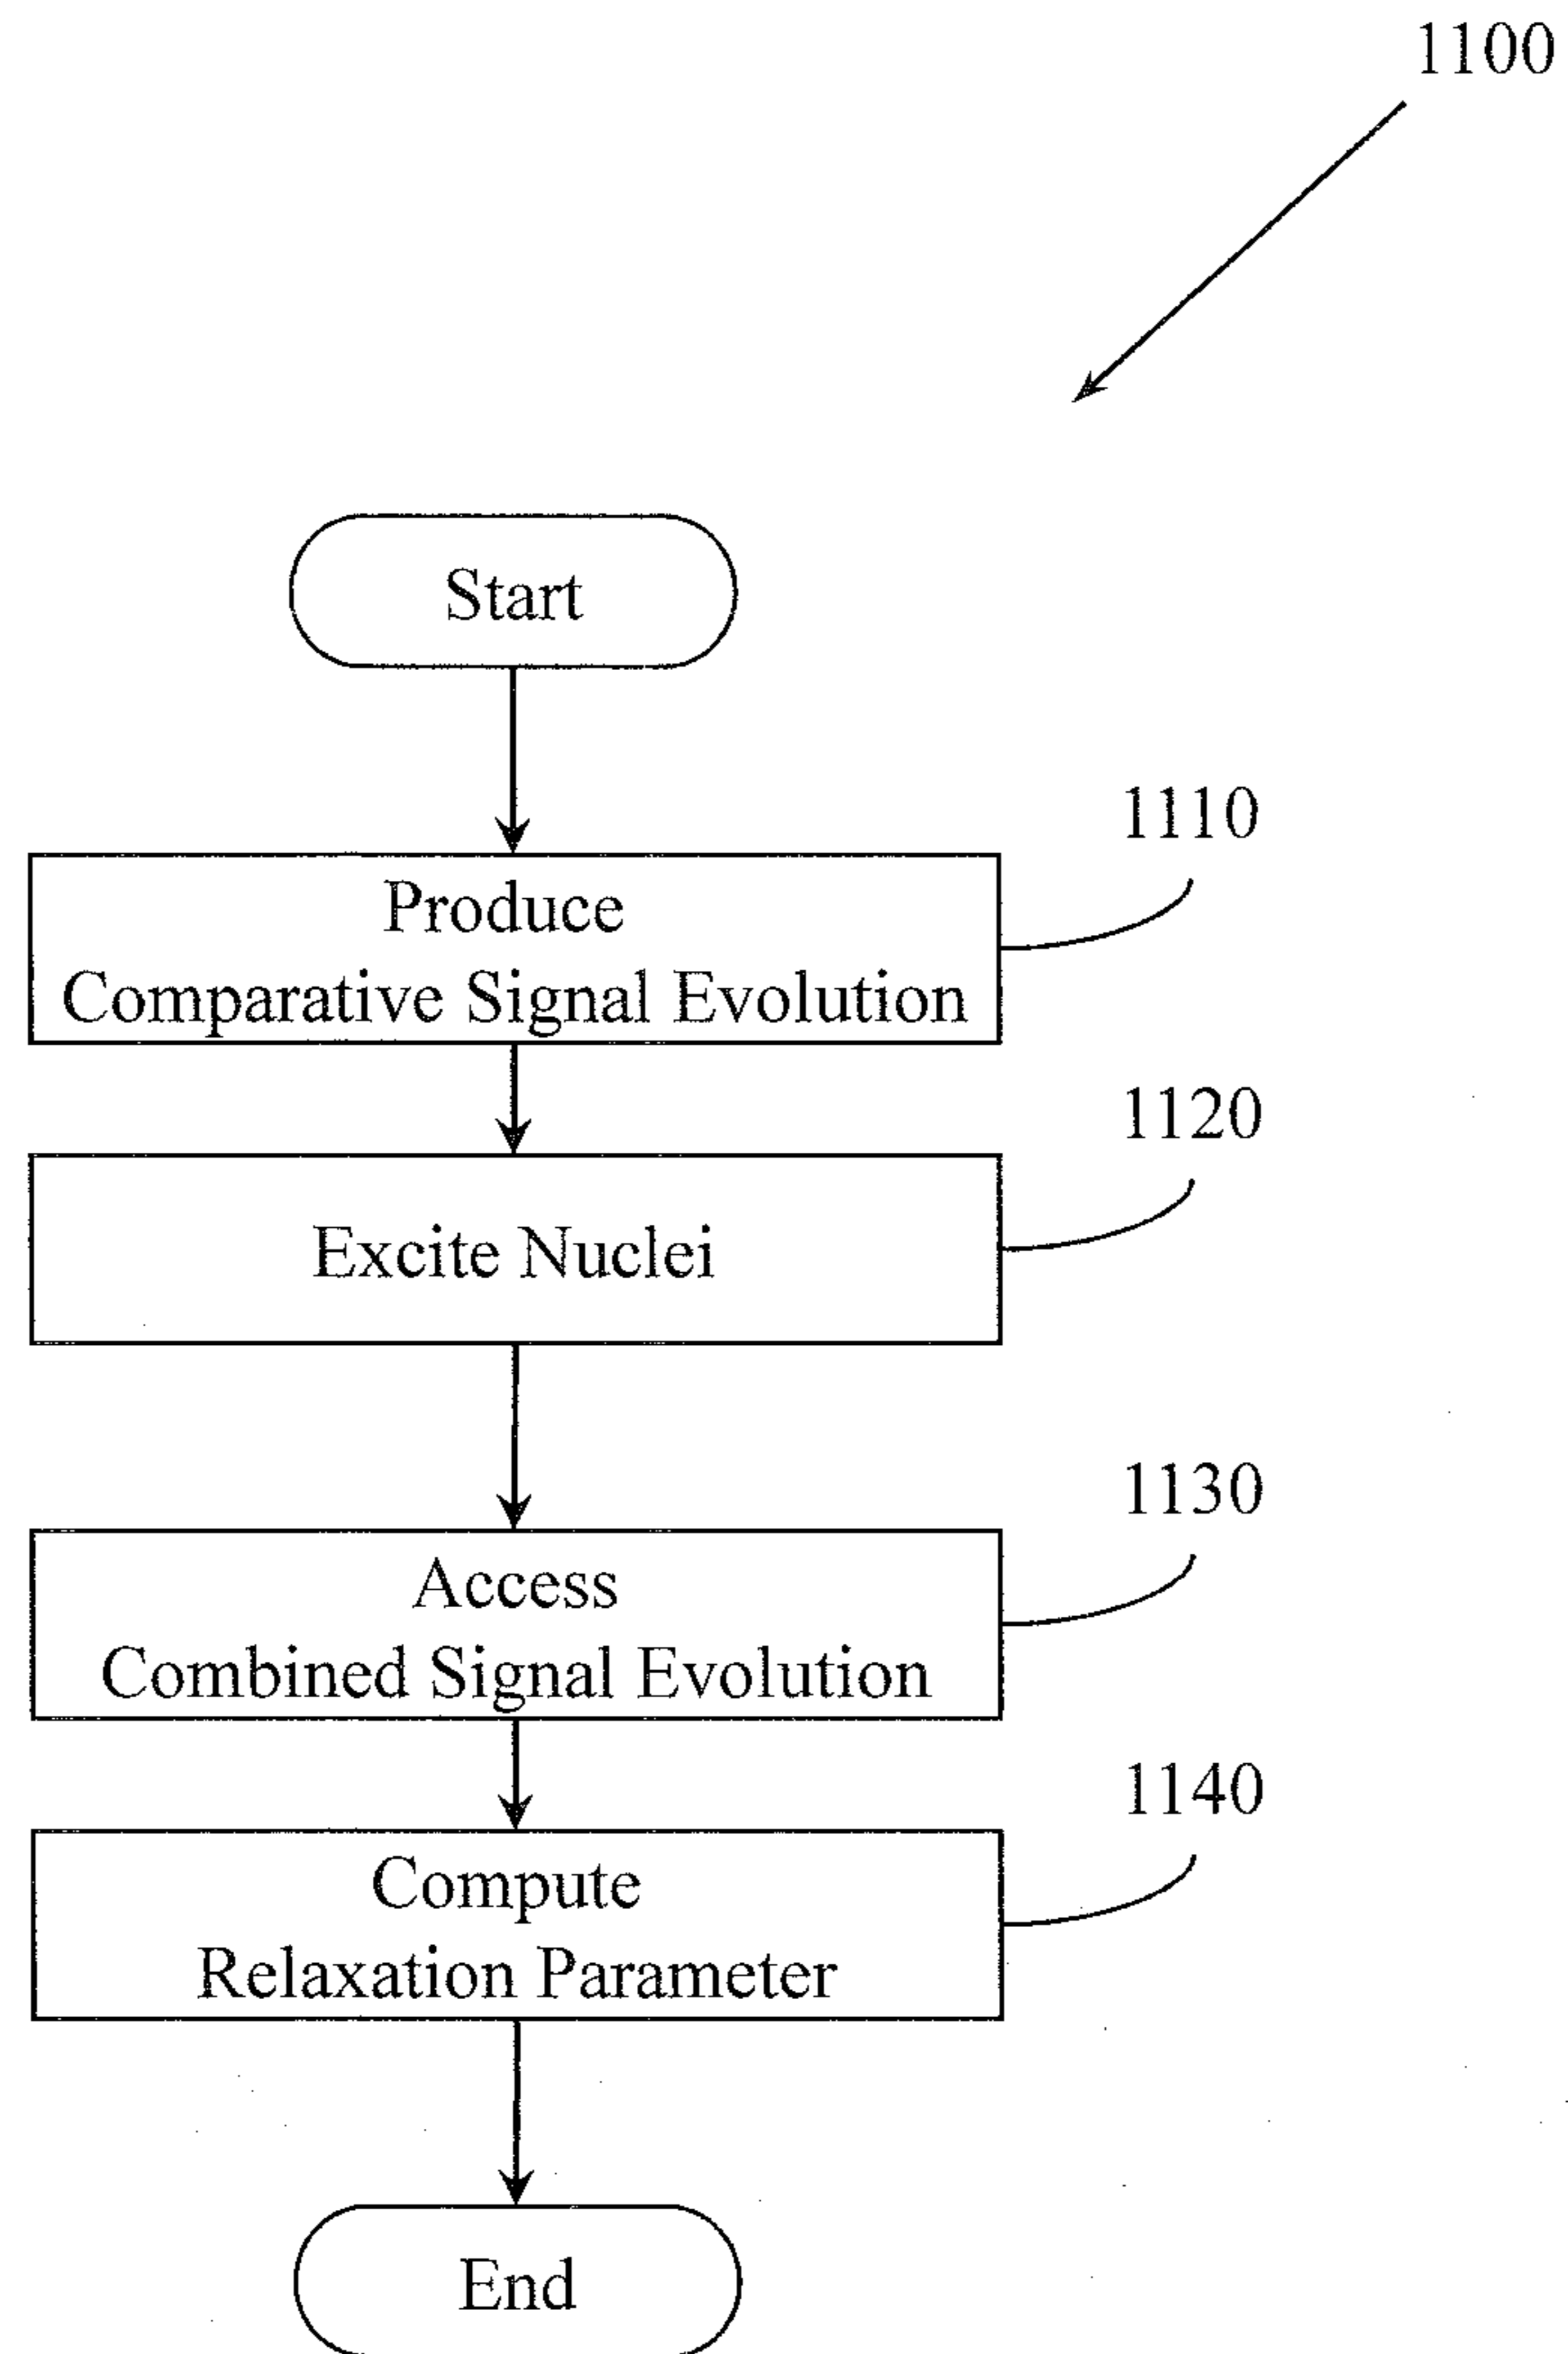 1100
Start
1110
Produce
Comparative Signal Evolution
1120
Excite Nuclei
1130
Access
Combined Signal Evolution
1140
Compute
Relaxation Parameter
End